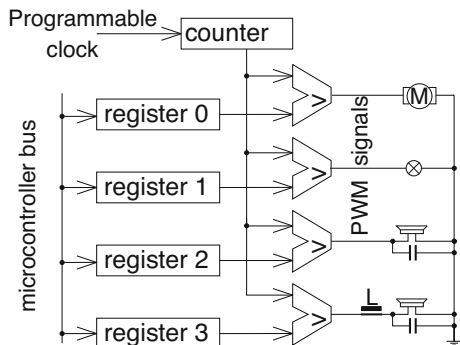 Programmable
clock
counter
microcontroller bus
register 0
register 1
register 2
register 3
>
>
>
>
PWM signals
M
L